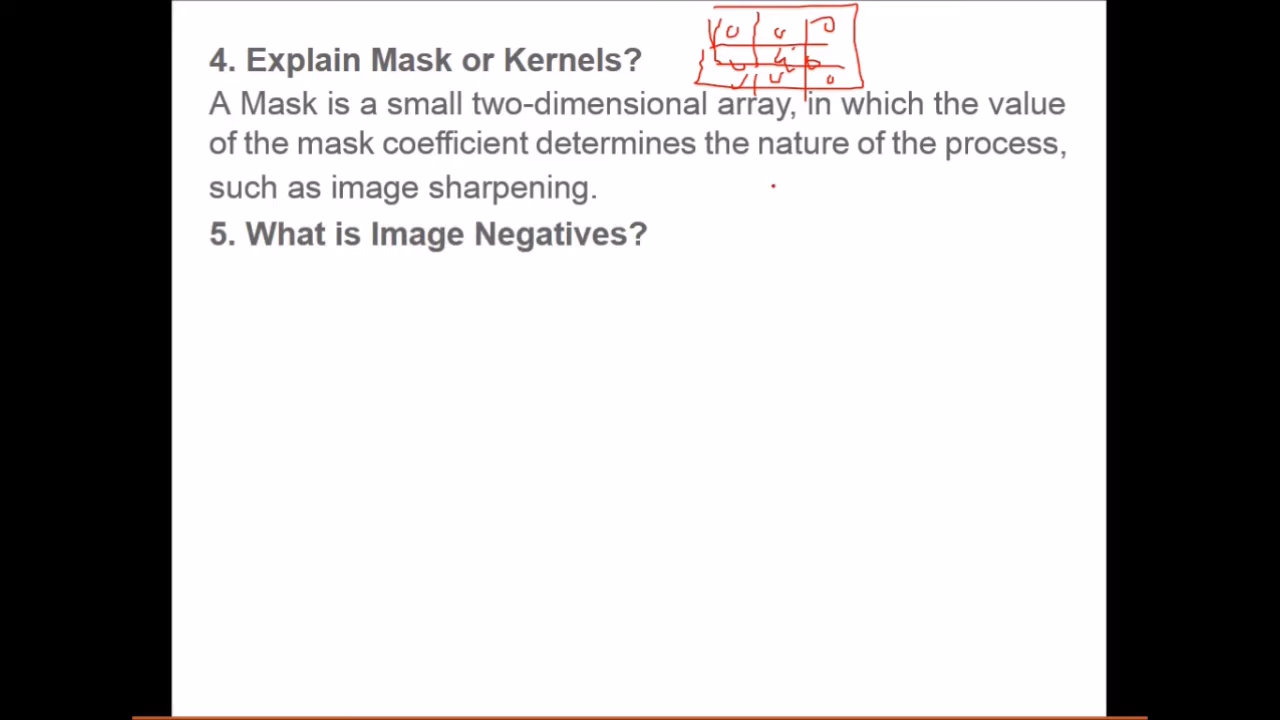 4. Explain Mask or Kernels?
A Mask is a small two-dimensional array, in which the value
of the mask coefficient determines the nature of the process,
such as image sharpening.
5. What is Image Negatives?